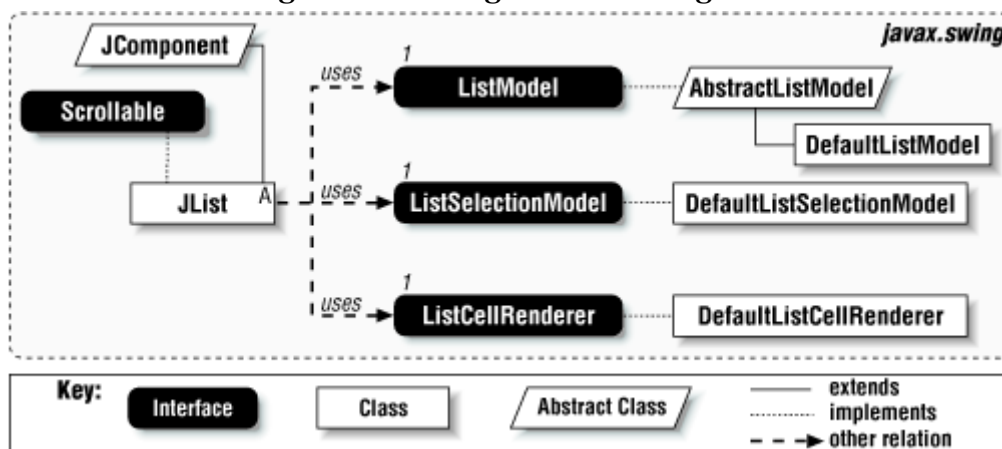 javax.swing
JComponent
1
uses
ListModel
AbstractListModel
Scrollable
DefaultListModel
1
JList A
uses
ListSelectionModel
DefaultListSelectionModel
1
uses
ListCellRenderer
DefaultListCellRenderer
Key:
Interface
Class
Abstract Class
extends
implements
other relation